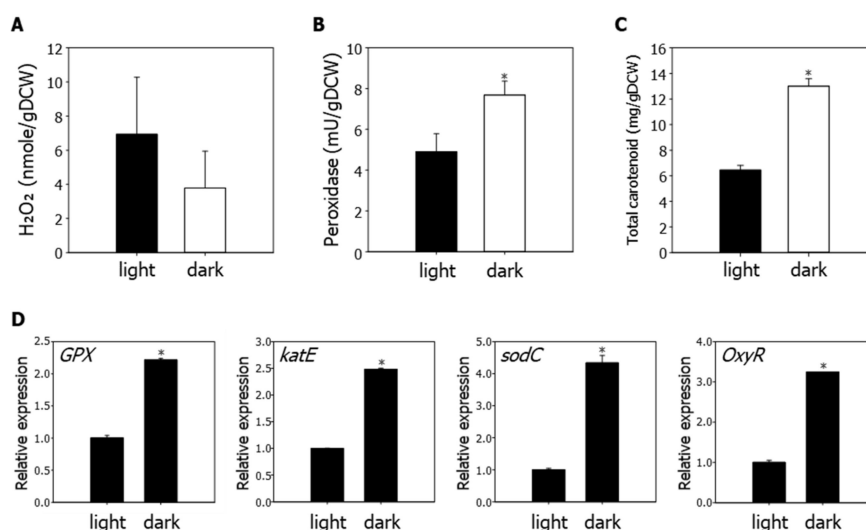 A
H₂O₂ (nmole/gDCW)
12
10
8
6
4
2
0
light dark
B
Peroxidase (mU/gDCW)
10
8
6
4
2
0
*
light dark
C
Total carotenoid (mg/gDCW)
16
14
12
10
8
6
4
2
0
*
light dark
D
GPX
Relative expression
2.5
2.0
1.5
1.0
2.5
0.0
*
light dark
katE
Relative expression
3.0
2.5
2.0
1.5
1.0
0.5
0.0
*
light dark
sodC
Relative expression
5.0
4.0
3.0
2.0
1.0
0.0
*
light dark
OxyR
Relative expression
4.0
3.0
2.0
1.0
0.0
*
light dark